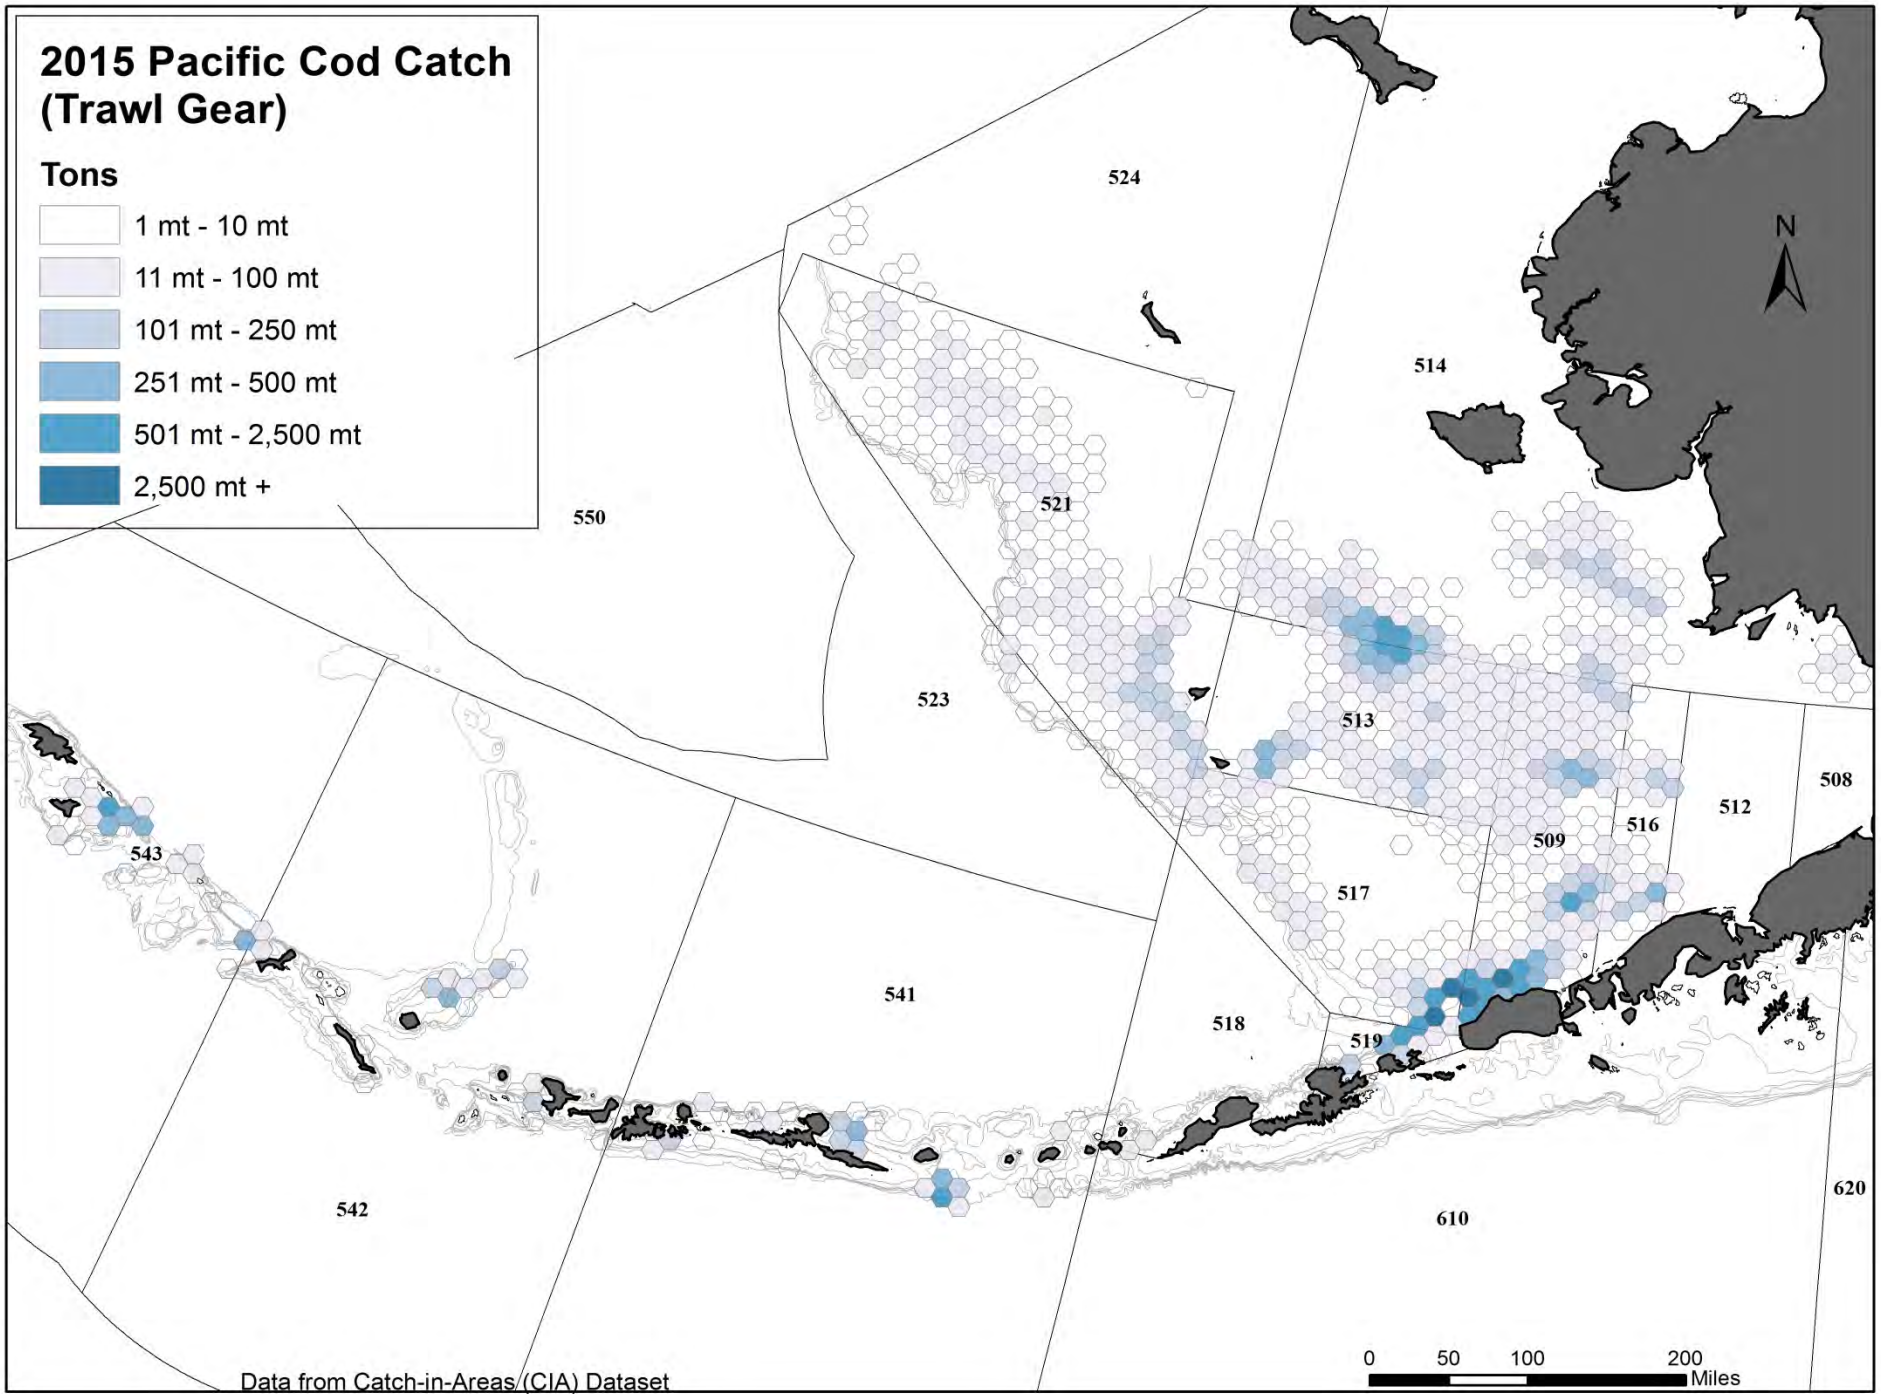 2015 Pacific Cod Catch
(Trawl Gear)
Tons
1 mt - 10 mt
11 mt - 100 mt
101 mt - 250 mt
251 mt - 500 mt
501 mt - 2,500 mt
2,500 mt +
524
N
514
521
550
523
513
508
512
516
509
543
517
541
518
519
620
542
610
0 50 100 200
Miles
Data from Catch-in-Areas (CIA) Dataset